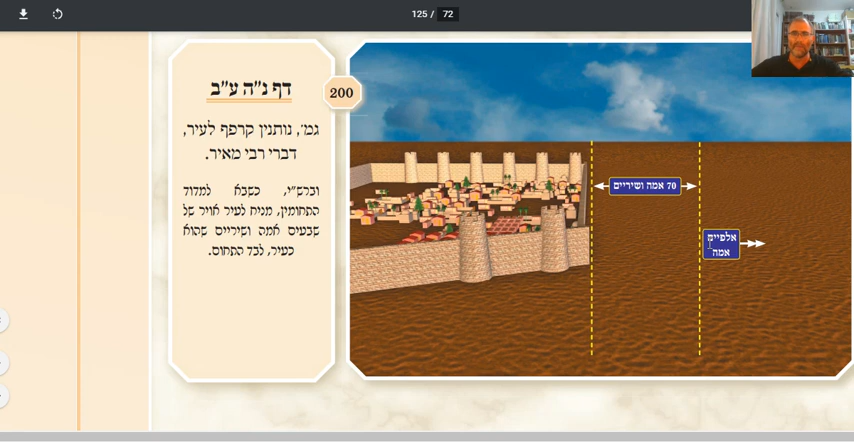 125 / 72
דף נ"ה ע"ב
200
גמ', נותנין קרפף לעיר,
דברי רבי מאיר.
וברש"י, כשבא למדוד
התחומין, מניח לעיר אויר של
שבעים אמה ושיריים שהוא
כעיר, לבד התחום.
70 אמה ושיריים
אלפיים
אמה